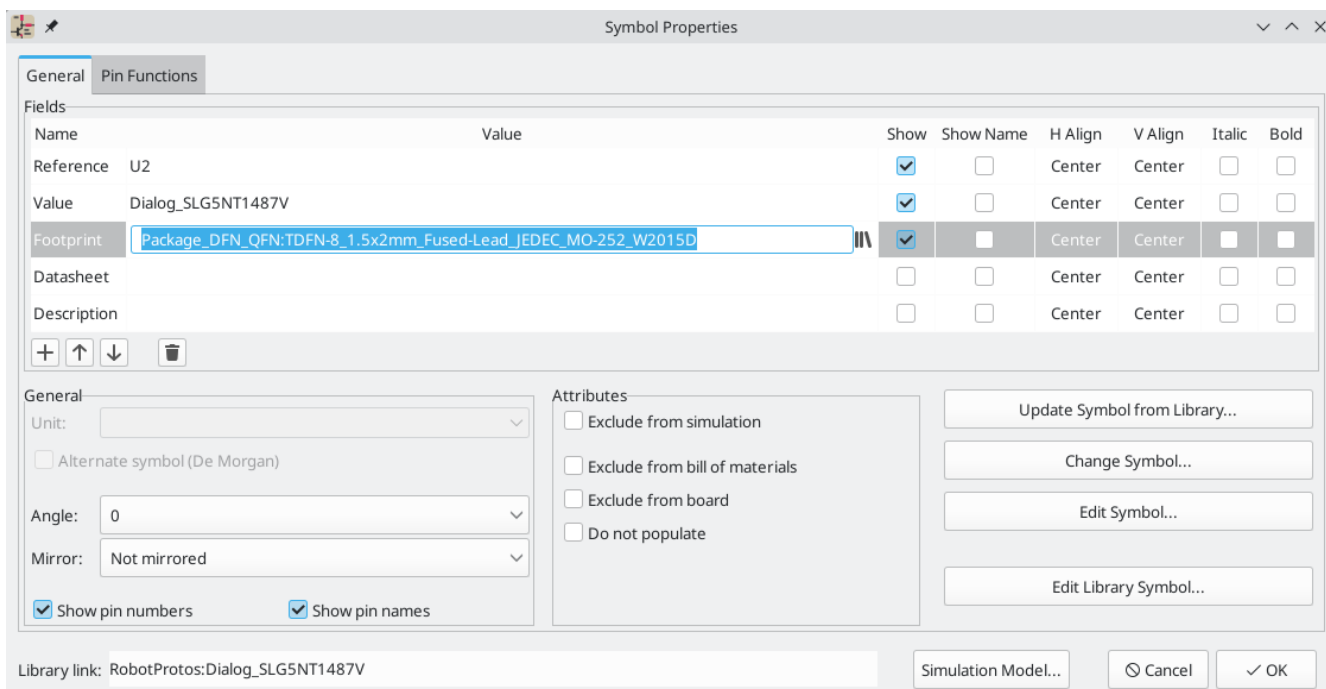 Symbol Properties
General Pin Functions
Fields
Name Value Show Show Name H Align V Align Italic Bold
Reference U2 Center Center
Value Dialog_SLG5NT1487V Center Center
Footprint Package_DFN_QFN:TDFN-8_1.5x2mm_Fused-Lead_JEDEC_MO-252_W2015D Center Center
Datasheet Center Center
Description Center Center
General
Unit:
Alternate symbol (De Morgan)
Angle: 0
Mirror: Not mirrored
Show pin numbers Show pin names
Attributes
Exclude from simulation
Exclude from bill of materials
Exclude from board
Do not populate
Update Symbol from Library...
Change Symbol...
Edit Symbol...
Edit Library Symbol...
Library link: RobotProtos:Dialog_SLG5NT1487V Simulation Model... Cancel OK